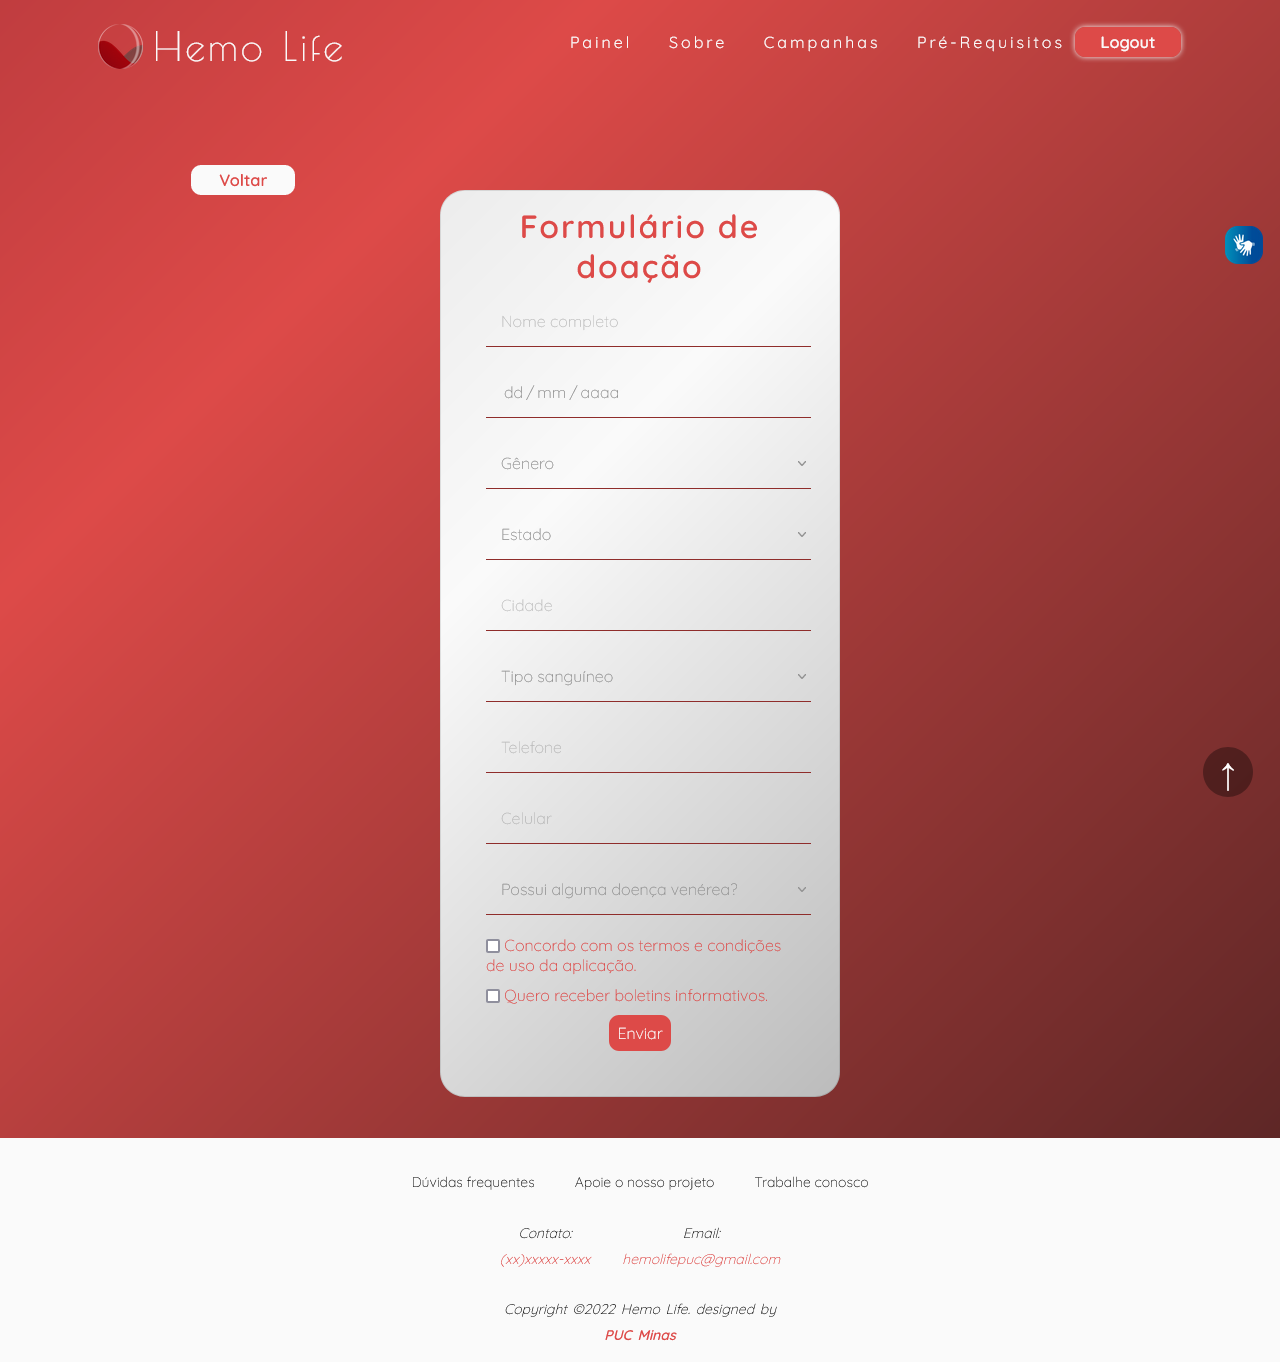 Hemo Life
Painel
Sobre
Campanhas
Pré-Requisitos
Logout
Voltar
Formulário de
doação
Nome completo
dd / mm / aaaa
Gênero
Estado
Cidade
Tipo sanguíneo
Telefone
Celular
Possui alguma doença venérea?
Concordo com os termos e condições
de uso da aplicação.
Quero receber boletins informativos.
Enviar
↑
Dúvidas frequentes
Apoie o nosso projeto
Trabalhe conosco
Contato:
(xx)xxxxx-xxxx
Email:
hemolifepuc@gmail.com
Copyright ©2022 Hemo Life. designed by
PUC Minas